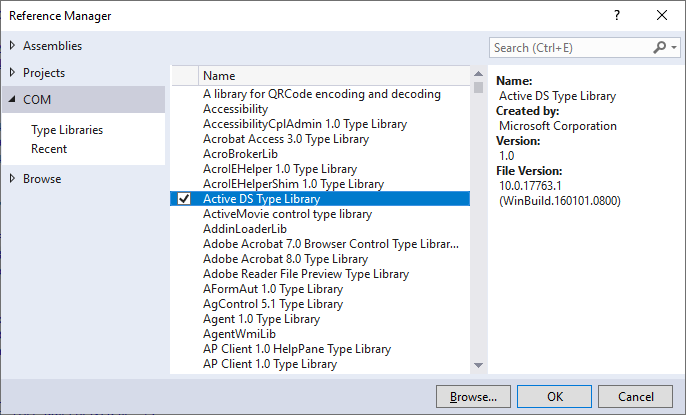 Reference Manager
Assemblies
Projects
COM
Type Libraries
Recent
Browse
Name
A library for QRCode encoding and decoding
Accessibility
AccessibilityCplAdmin 1.0 Type Library
Acrobat Access 3.0 Type Library
AcroBrokerLib
AcroIEHelper 1.0 Type Library
AcroIEHelperShim 1.0 Type Library
Active DS Type Library
ActiveMovie control type library
AddinLoaderLib
Adobe Acrobat 7.0 Browser Control Type Librar...
Adobe Acrobat 8.0 Type Library
Adobe Reader File Preview Type Library
AFormAut 1.0 Type Library
AgControl 5.1 Type Library
Agent 1.0 Type Library
AgentWmiLib
AP Client 1.0 HelpPane Type Library
AP Client 1.0 Type Library
Search (Ctrl+E)
Name:
Active DS Type Library
Created by:
Microsoft Corporation
Version:
1.0
File Version:
10.0.17763.1
(WinBuild.160101.0800)
Browse...
OK
Cancel